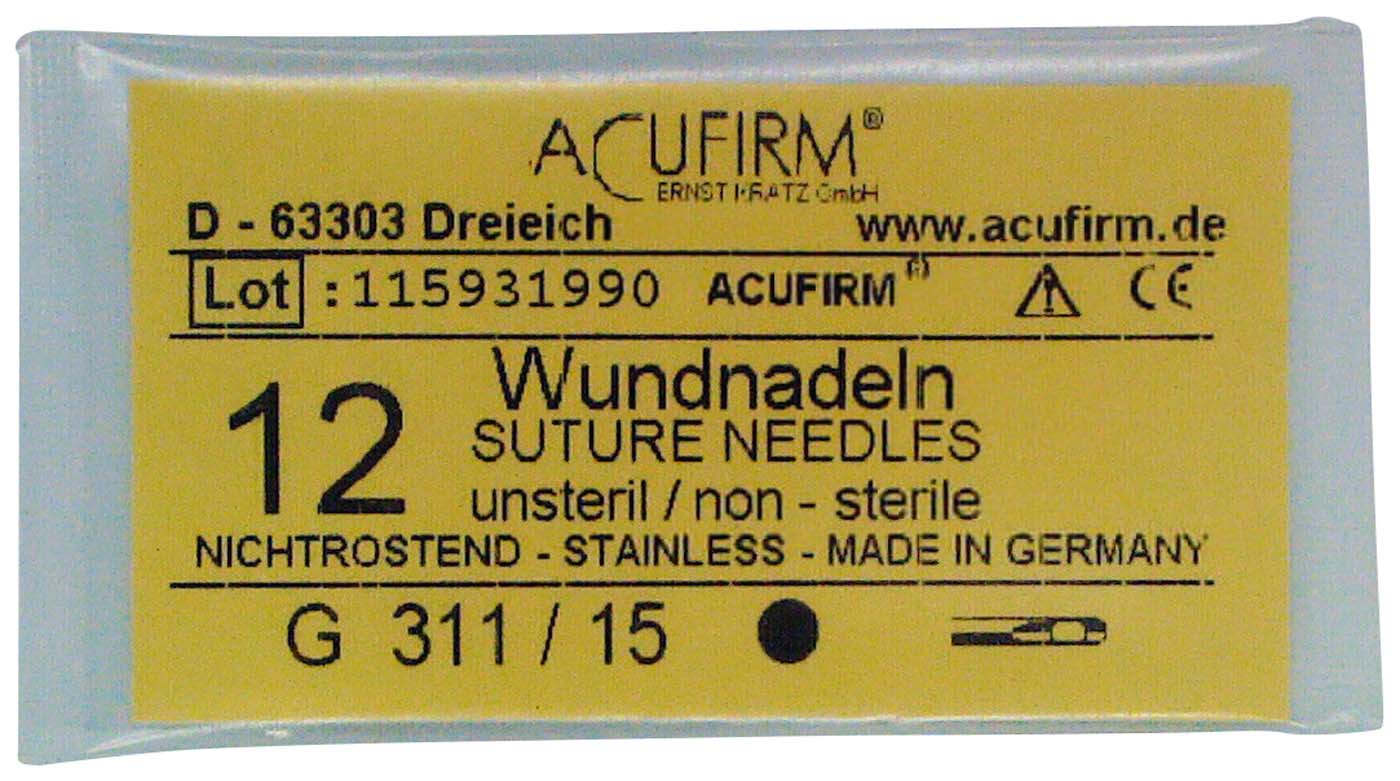 ACUFIRM®
ERNST KRATZ GmbH
D - 63303 Dreieich www.acufirm.de
Lot :115931990 ACUFIRM® CE
12 Wundnadeln
SUTURE NEEDLES
unsteril / non - sterile
NICHTROSTEND - STAINLESS - MADE IN GERMANY
G 311 / 15